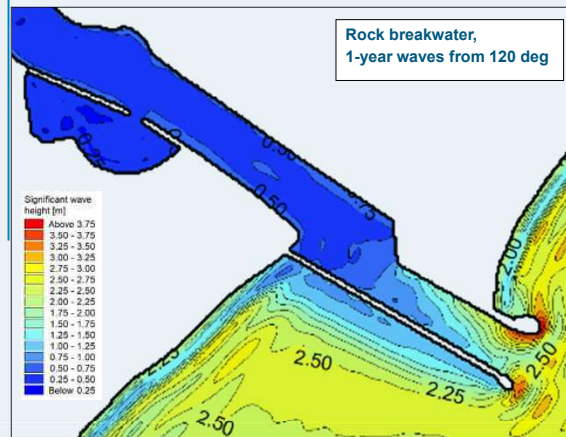 Rock breakwater,
1-year waves from 120 deg
0.50
0.25
0.25
0.50
2.00
Significant wave
height [m]
Above 3.75
3.50 - 3.75
3.25 - 3.50
3.00 - 3.25
2.75 - 3.00
2.50 - 2.75
2.25 - 2.50
2.00 - 2.25
1.75 - 2.00
1.50 - 1.75
1.25 - 1.50
1.00 - 1.25
0.75 - 1.00
0.50 - 0.75
0.25 - 0.50
Below 0.25
2.50
2.50
2.25
2.50